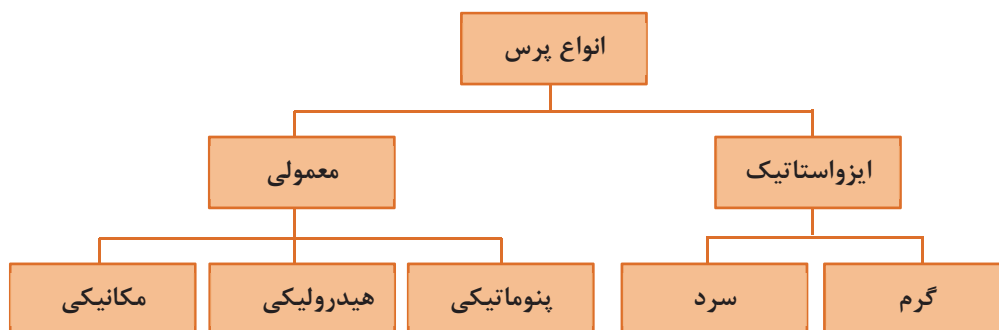 انواع پرس
ایزواستاتیک
معمولی
گرم
سرد
پنوماتیکی
هیدرولیکی
مکانیکی